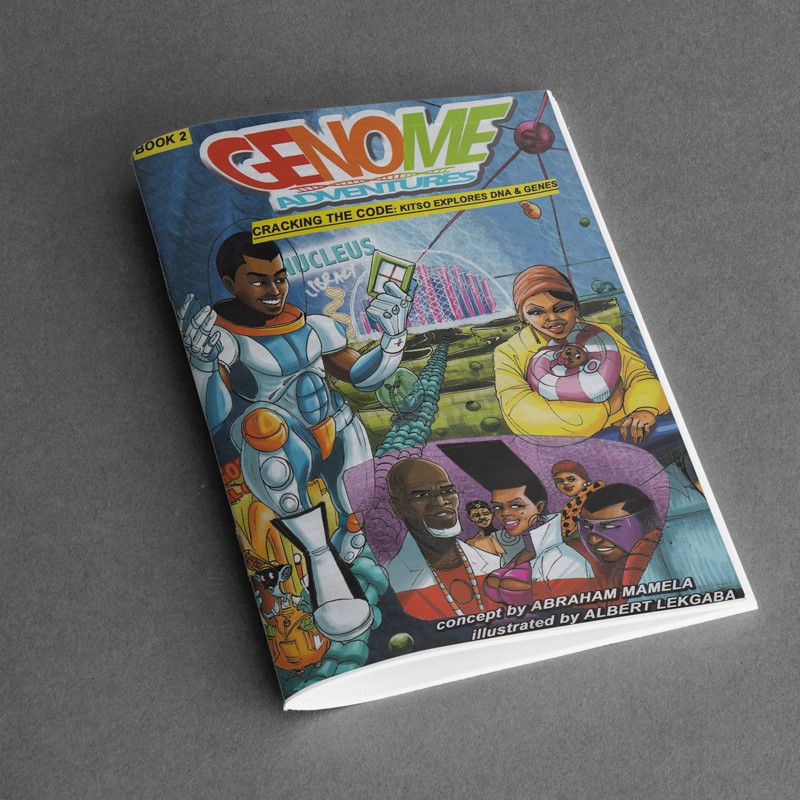 BOOK 2
GENOME
ADVENTURES
CRACKING THE CODE: KITSO EXPLORES DNA & GENES
NUCLEUS
LIBRARY
concept by ABRAHAM MAMELA
illustrated by ALBERT LEKGABA